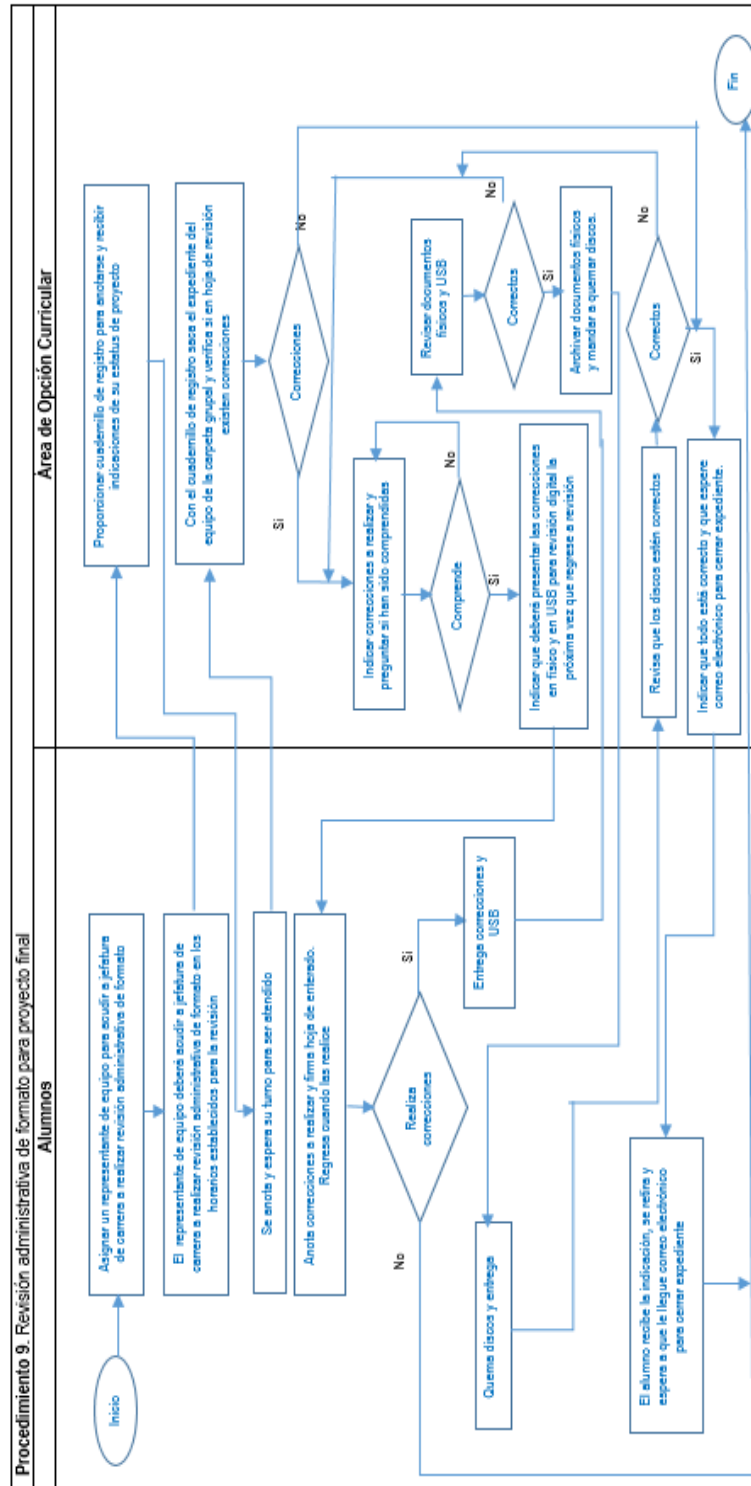 Procedimiento 9. Revisión administrativa de formato para proyecto final
Alumnos
Área de Opción Curricular
Inicio
Asignar un representante de equipo para acudir a jefatura
de carrera a realizar revisión administrativa de formato
El representante de equipo deberá acudir a jefatura de
carrera a realizar revisión administrativa de formato en los
horarios establecidos para la revisión
Proporcionar cuadernillo de registro para anotarse y recibir
indicaciones de su estatus de proyecto
Se anota y espera su turno para ser atendido
Con el cuadernillo de registro saca el expediente del
equipo de la carpeta grupal y verifica si en hoja de revisión
existen correcciones
Correcciones
Si
No
Indicar correcciones a realizar y
preguntar si han sido comprendidas
Comprende
No
Si
Indicar que deberá presentar las correcciones
en físico y en USB para revisión digital la
próxima vez que regrese a revisión
Anota correcciones a realizar y firma hoja de enterado.
Regresa cuando las realice
Realiza
correcciones
No
Si
Entrega correcciones y
USB
Revisar documentos
físicos y USB
Correctos
No
Si
Archivar documentos físicos
y mandar a quemar discos.
Quema discos y entrega
Revisa que los discos estén correctos
Correctos
No
Si
Indicar que todo está correcto y que espere
correo electrónico para cerrar expediente.
El alumno recibe la indicación, se retira y
espera a que le llegue correo electrónico
para cerrar expediente
Fin